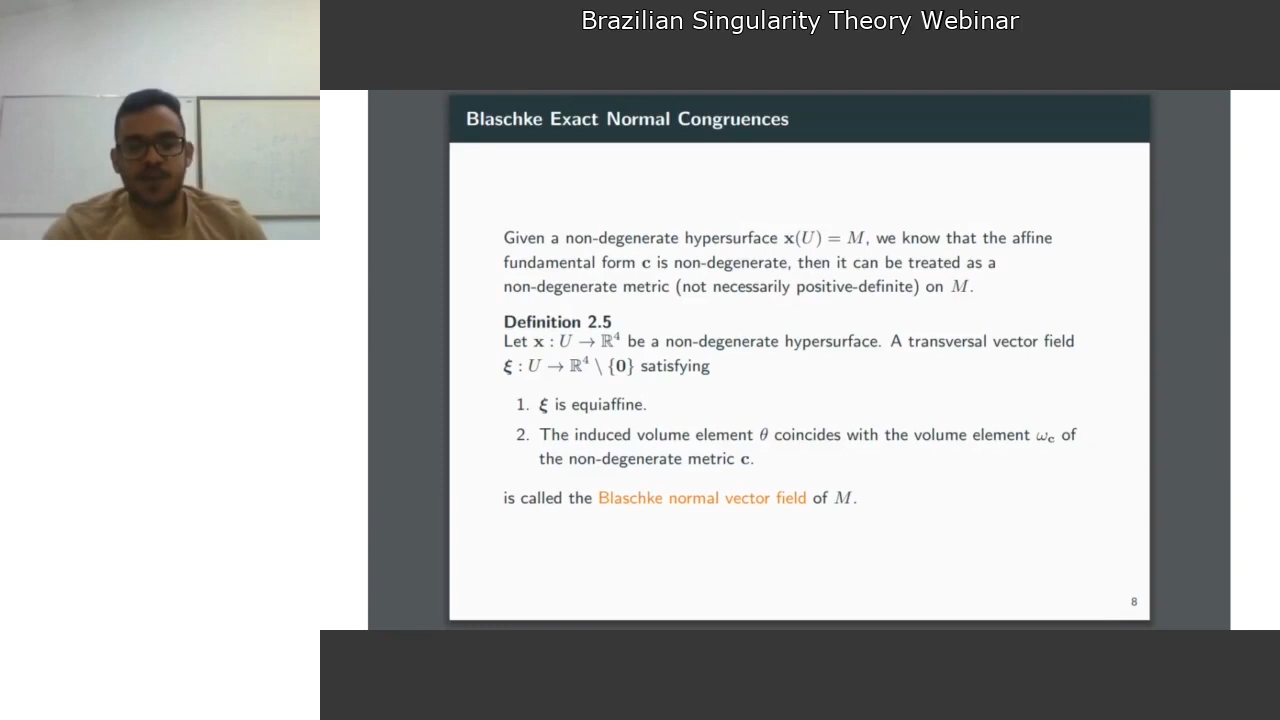 Brazilian Singularity Theory Webinar
Blaschke Exact Normal Congruences
Given a non-degenerate hypersurface x(U) = M, we know that the affine
fundamental form c is non-degenerate, then it can be treated as a
non-degenerate metric (not necessarily positive-definite) on M.
Definition 2.5
Let x : U → ℝ⁴ be a non-degenerate hypersurface. A transversal vector field
ξ : U → ℝ⁴ \ {0} satisfying
1. ξ is equiaffine.
2. The induced volume element θ coincides with the volume element ω_c of
the non-degenerate metric c.
is called the Blaschke normal vector field of M.
8